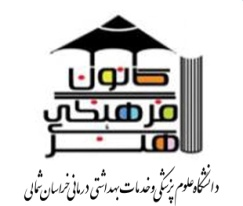 کانون
فرهنگی
هنر
دانشگاه علوم پزشکی و خدمات بهداشتی درمانی خراسان شمالی